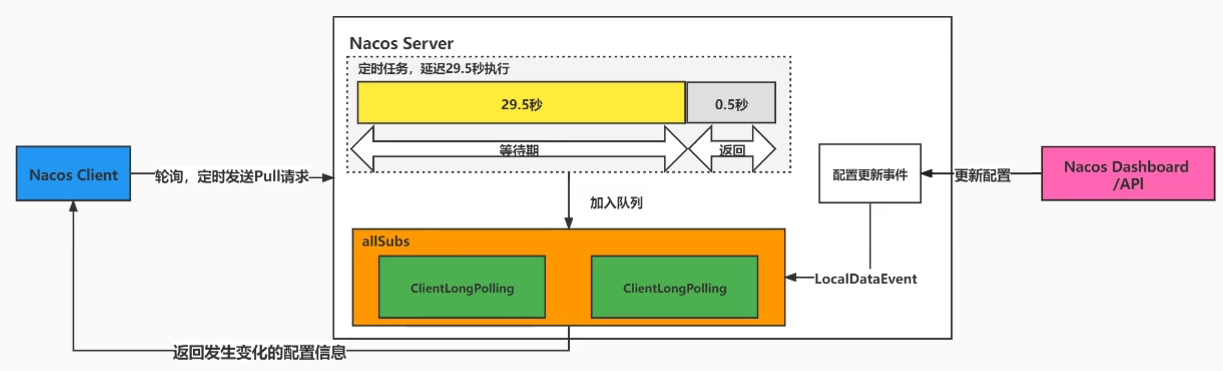 Nacos Server
定时任务，延迟29.5秒执行
29.5秒
0.5秒
等待期
返回
Nacos Client
轮询，定时发送Pull请求
加入队列
配置更新事件
更新配置
Nacos Dashboard
/API
allSubs
ClientLongPolling
ClientLongPolling
LocalDataEvent
返回发生变化的配置信息